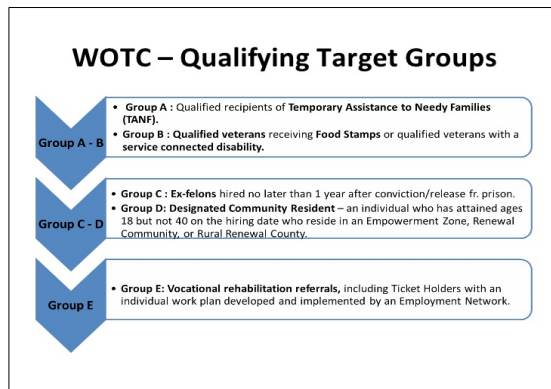 WOTC – Qualifying Target Groups
Group A - B
• Group A : Qualified recipients of Temporary Assistance to Needy Families
(TANF).
• Group B : Qualified veterans receiving Food Stamps or qualified veterans with a
service connected disability.
Group C - D
• Group C : Ex-felons hired no later than 1 year after conviction/release fr. prison.
• Group D: Designated Community Resident – an individual who has attained ages
18 but not 40 on the hiring date who reside in an Empowerment Zone, Renewal
Community, or Rural Renewal County.
Group E
• Group E: Vocational rehabilitation referrals, including Ticket Holders with an
individual work plan developed and implemented by an Employment Network.